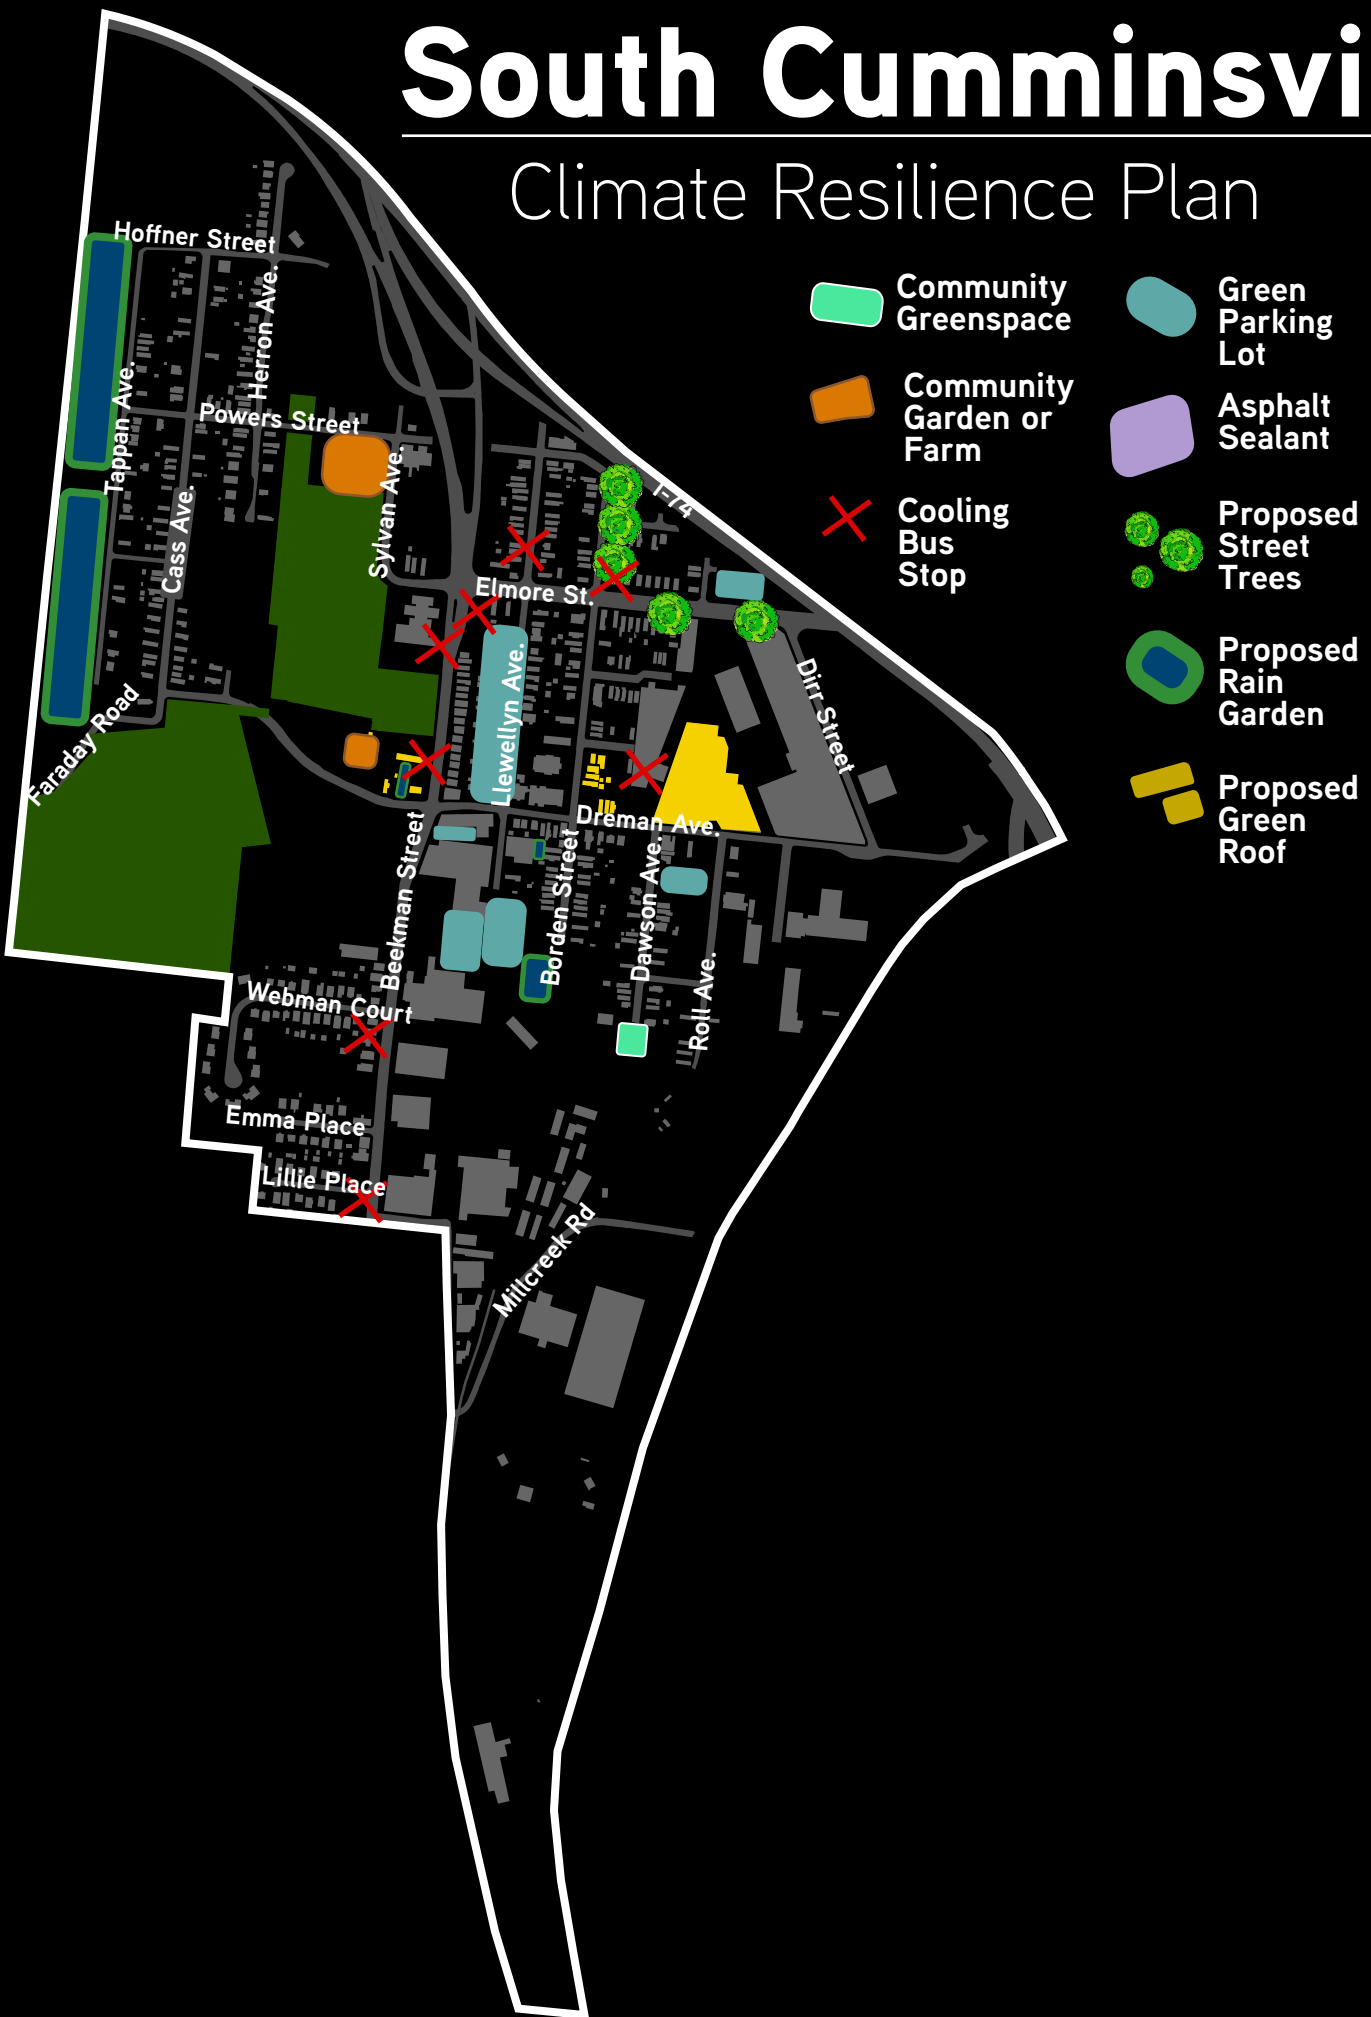 South Cumminsvi
Climate Resilience Plan
Community
Greenspace
Green
Parking
Lot
Community
Garden or
Farm
Asphalt
Sealant
Cooling
Bus
Stop
Proposed
Street
Trees
Proposed
Rain
Garden
Proposed
Green
Roof
Hoffner Street
Herron Ave.
Tappan Ave.
Powers Street
Cass Ave.
Sylvan Ave.
I-74
Elmore St.
Llewellyn Ave.
Dirr Street
Faraday Road
Dreman Ave.
Beekman Street
Borden Street
Dawson Ave.
Roll Ave.
Webman Court
Emma Place
Lillie Place
Millcreek Rd